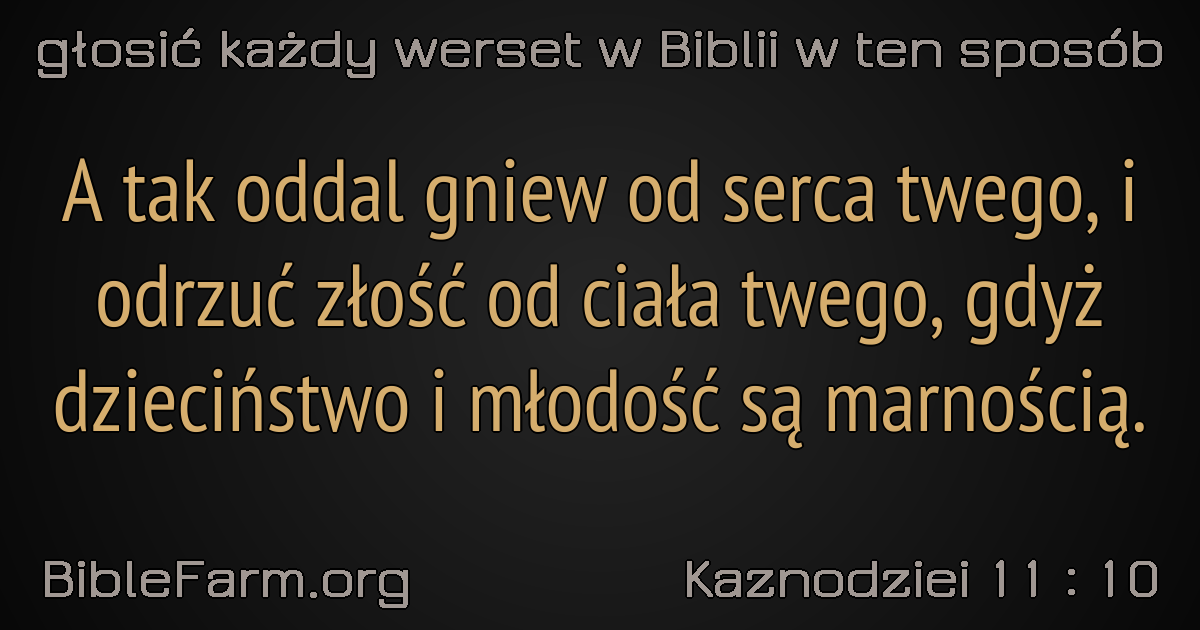 głosić każdy werset w Biblii w ten sposób
A tak oddal gniew od serca twego, i
odrzuć złość od ciała twego, gdyż
dzieciństwo i młodość są marnością.
BibleFarm.org
Kaznodziei 11 : 10